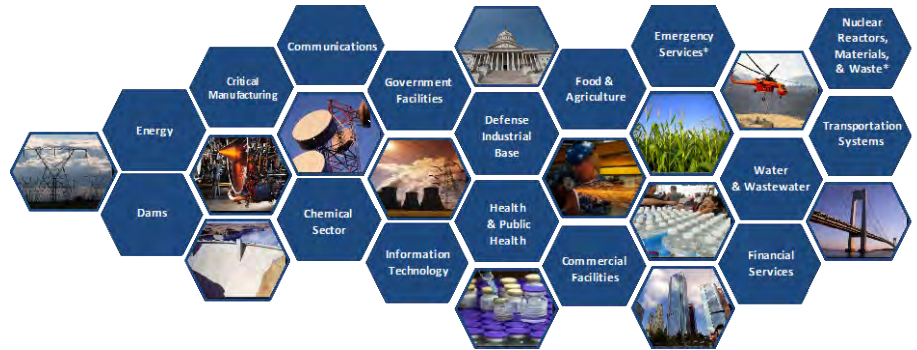 Communications
Emergency
Services*
Nuclear
Reactors,
Materials,
& Waste*
Critical
Manufacturing
Government
Facilities
Food &
Agriculture
Energy
Defense
Industrial
Base
Transportation
Systems
Water
& Wastewater
Dams
Chemical
Sector
Health
& Public
Health
Information
Technology
Commercial
Facilities
Financial
Services